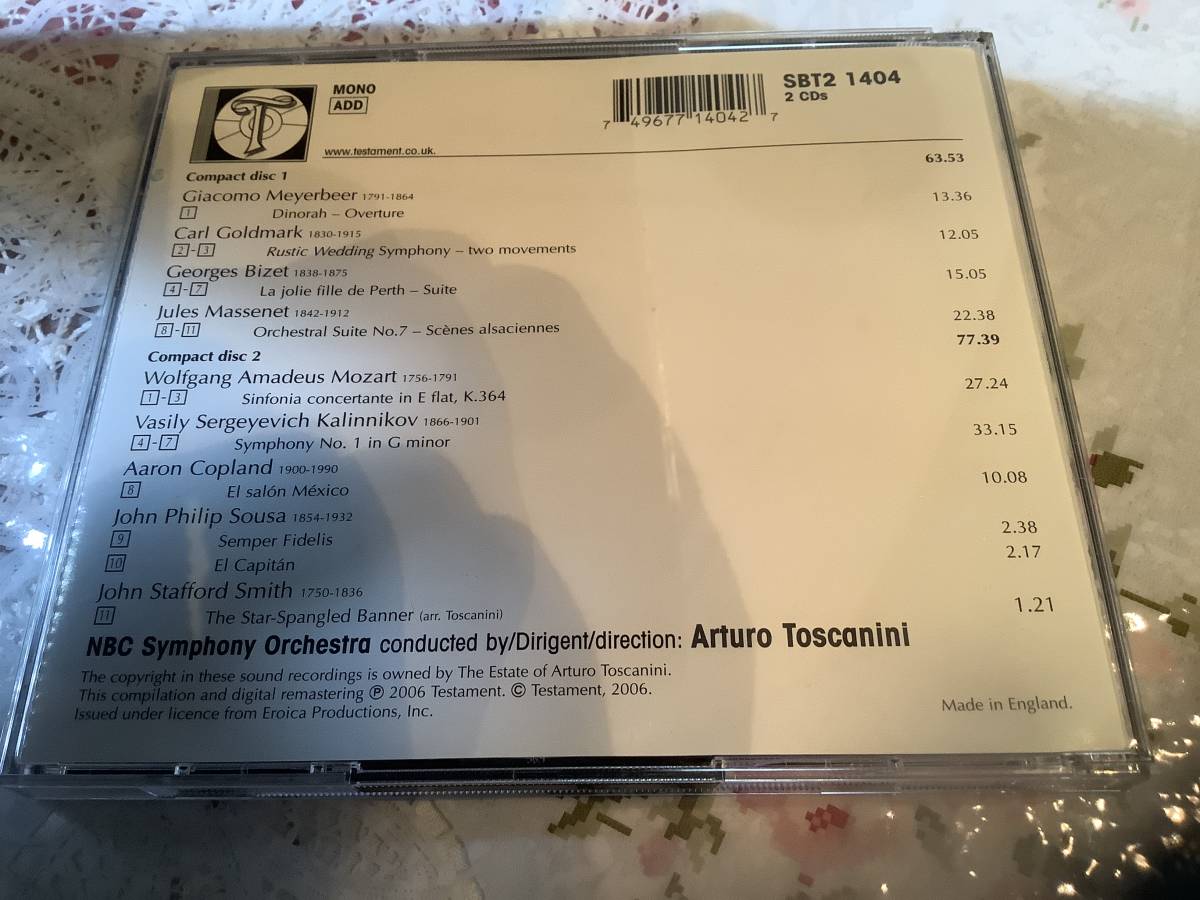 T
MONO
ADD
7 49677 14042 7
SBT2 1404
2 CDs
www.testament.co.uk.
Compact disc 1 63.53
Giacomo Meyerbeer 1791-1864
1 Dinorah – Overture 13.36
Carl Goldmark 1830-1915
2-3 Rustic Wedding Symphony – two movements 12.05
Georges Bizet 1838-1875
4-7 La jolie fille de Perth – Suite 15.05
Jules Massenet 1842-1912
8-11 Orchestral Suite No.7 – Scènes alsaciennes 22.38
Compact disc 2 77.39
Wolfgang Amadeus Mozart 1756-1791
1-3 Sinfonia concertante in E flat, K.364 27.24
Vasily Sergeyevich Kalinnikov 1866-1901
4-7 Symphony No. 1 in G minor 33.15
Aaron Copland 1900-1990
8 El salón México 10.08
John Philip Sousa 1854-1932
9 Semper Fidelis 2.38
10 El Capitán 2.17
John Stafford Smith 1750-1836
11 The Star-Spangled Banner (arr. Toscanini) 1.21
NBC Symphony Orchestra conducted by/Dirigent/direction: Arturo Toscanini
The copyright in these sound recordings is owned by The Estate of Arturo Toscanini.
This compilation and digital remastering ℗ 2006 Testament. © Testament, 2006.
Issued under licence from Eroica Productions, Inc.
Made in England.